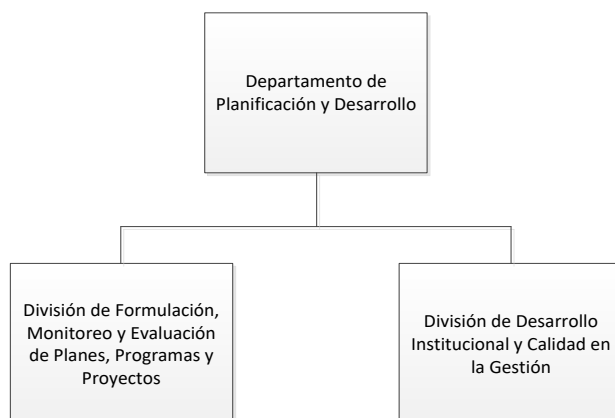 Departamento de
Planificación y Desarrollo
División de Formulación,
Monitoreo y Evaluación
de Planes, Programas y
Proyectos
División de Desarrollo
Institucional y Calidad en
la Gestión